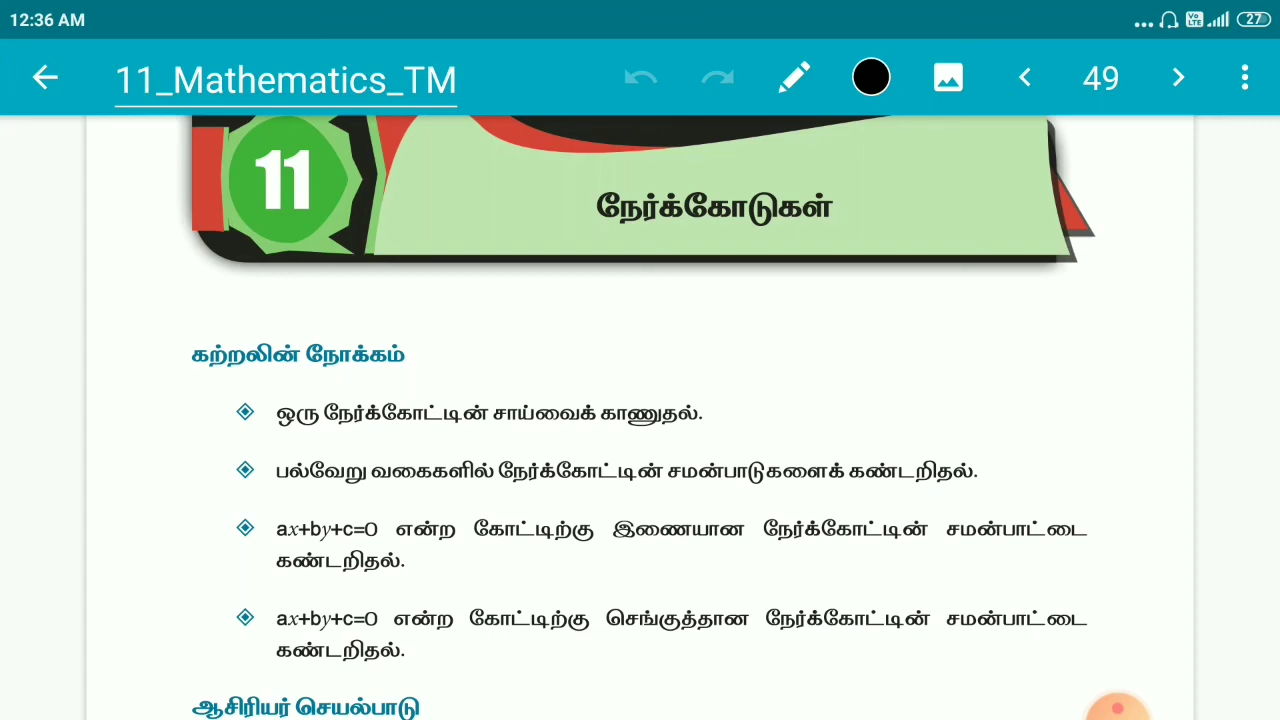 12:36 AM
Vo LTE 27
11_Mathematics_TM
49
11
நேர்க்கோடுகள்
கற்றலின் நோக்கம்
ஒரு நேர்க்கோட்டின் சாய்வைக் காணுதல்.
பல்வேறு வகைகளில் நேர்க்கோட்டின் சமன்பாடுகளைக் கண்டறிதல்.
ax+by+c=0 என்ற கோட்டிற்கு இணையான நேர்க்கோட்டின் சமன்பாட்டை
கண்டறிதல்.
ax+by+c=0 என்ற கோட்டிற்கு செங்குத்தான நேர்க்கோட்டின் சமன்பாட்டை
கண்டறிதல்.
ஆசிரியர் செயல்பாடு